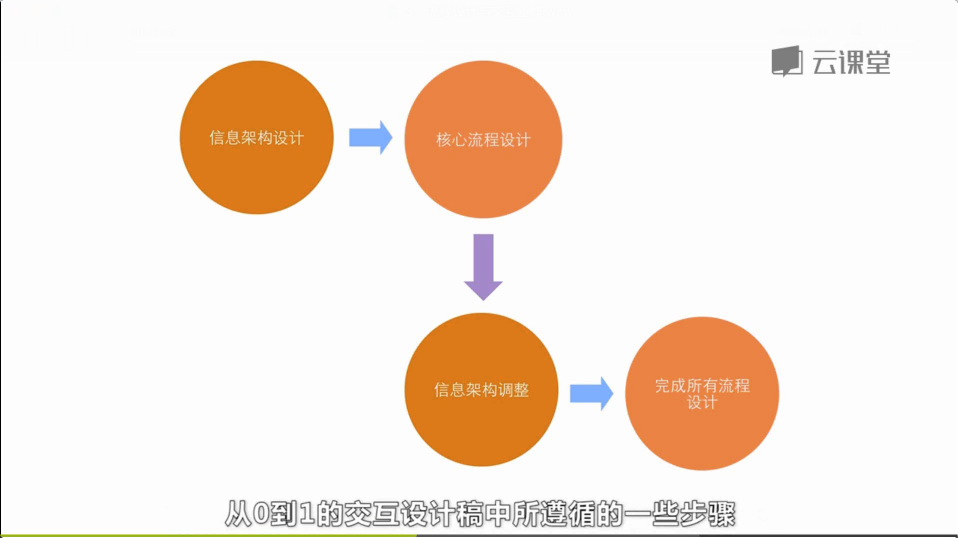 云课堂
信息架构设计
核心流程设计
信息架构调整
完成所有流程
设计
从0到1的交互设计稿中所遵循的一些步骤